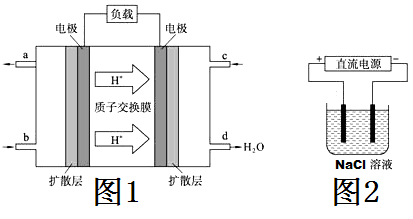 负载
电极 电极
a c
H⁺
质子交换膜
H⁺
b d
H₂O
扩散层 扩散层
图1
+ 直流电源 −
NaCl 溶液
图2